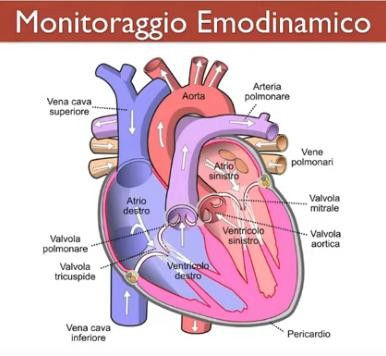 Monitoraggio Emodinamico
Vena cava
superiore
Aorta
Arteria
polmonare
Vene
polmonari
Atrio
sinistro
Atrio
destro
Valvola
mitrale
Valvola
polmonare
Ventricolo
sinistro
Valvola
aortica
Valvola
tricuspide
Ventricolo
destro
Vena cava
inferiore
Pericardio